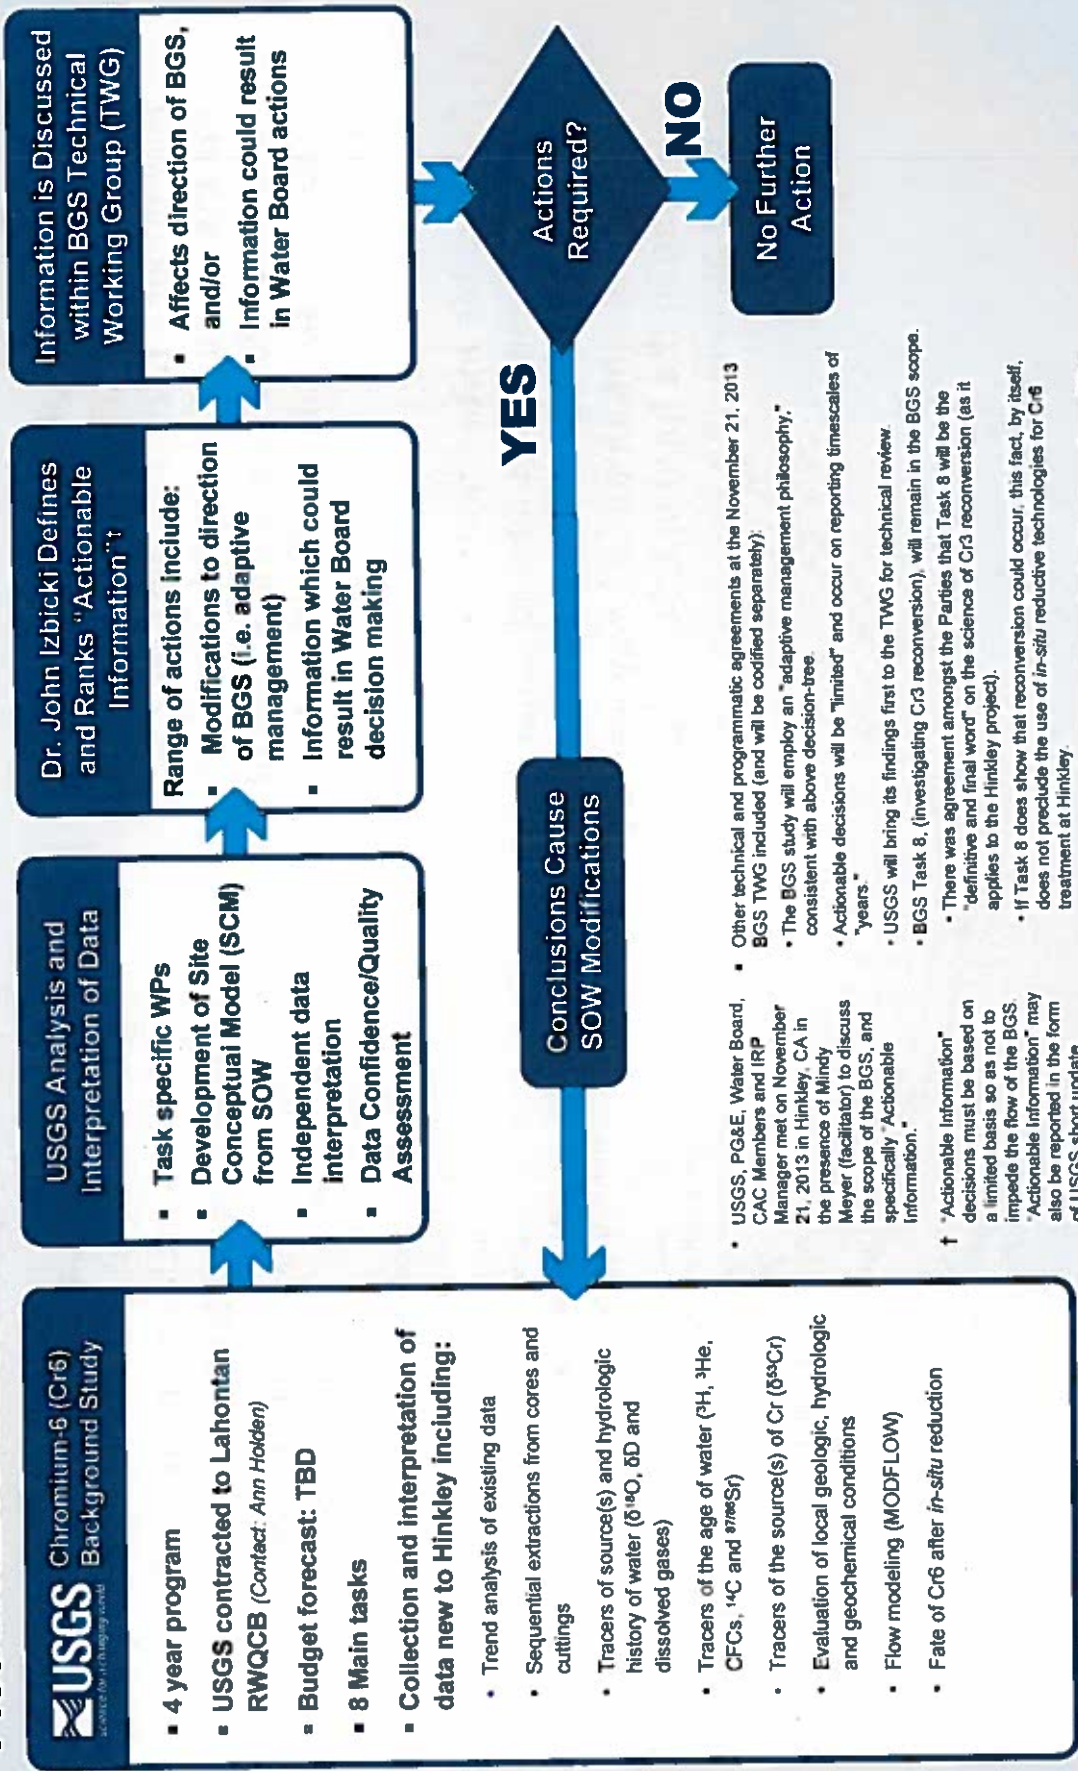 USGS Chromium-6 (Cr6)
science for a changing world Background Study
▪ 4 year program
▪ USGS contracted to Lahontan
RWQCB (Contact: Ann Holden)
▪ Budget forecast: TBD
▪ 8 Main tasks
▪ Collection and interpretation of
data new to Hinkley including:
• Trend analysis of existing data
• Sequential extractions from cores and
cuttings
• Tracers of source(s) and hydrologic
history of water (δ¹⁸O, δD and
dissolved gases)
• Tracers of the age of water (³H, ³He,
CFCs, ¹⁴C and ⁸⁷/⁸⁶Sr)
• Tracers of the source(s) of Cr (δ⁵³Cr)
• Evaluation of local geologic, hydrologic
and geochemical conditions
• Flow modeling (MODFLOW)
• Fate of Cr6 after in-situ reduction
USGS Analysis and
Interpretation of Data
▪ Task specific WPs
▪ Development of Site
Conceptual Model (SCM)
from SOW
▪ Independent data
interpretation
▪ Data Confidence/Quality
Assessment
Dr. John Izbicki Defines
and Ranks "Actionable
Information"†
Range of actions include:
▪ Modifications to direction
of BGS (i.e. adaptive
management)
▪ Information which could
result in Water Board
decision making
Information is Discussed
within BGS Technical
Working Group (TWG)
▪ Affects direction of BGS,
and/or
▪ Information could result
in Water Board actions
Actions
Required?
NO
No Further
Action
YES
Conclusions Cause
SOW Modifications
• USGS, PG&E, Water Board,
CAC Members and IRP
Manager met on November
21, 2013 in Hinkley, CA in
the presence of Mindy
Meyer (facilitator) to discuss
the scope of the BGS, and
specifically "Actionable
Information."
† "Actionable Information"
decisions must be based on
a limited basis so as not to
impede the flow of the BGS.
"Actionable Information" may
also be reported in the form
of USGS short update
▪ Other technical and programmatic agreements at the November 21, 2013
BGS TWG included (and will be codified separately):
• The BGS study will employ an "adaptive management philosophy,"
consistent with above decision-tree.
• Actionable decisions will be "limited" and occur on reporting timescales of
"years."
• USGS will bring its findings first to the TWG for technical review.
• BGS Task 8, (investigating Cr3 reconversion), will remain in the BGS scope.
• There was agreement amongst the Parties that Task 8 will be the
"definitive and final word" on the science of Cr3 reconversion (as it
applies to the Hinkley project).
• If Task 8 does show that reconversion could occur, this fact, by itself,
does not preclude the use of in-situ reductive technologies for Cr6
treatment at Hinkley.